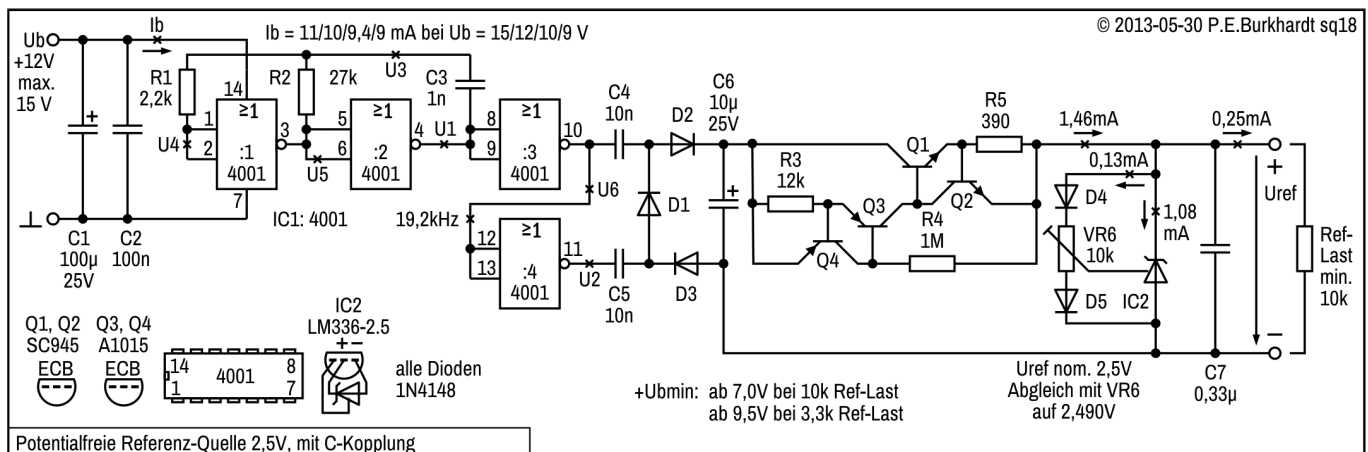 © 2013-05-30 P.E.Burkhardt sq18
Ub
+12V
max.
15 V
Ib
Ib = 11/10/9,4/9 mA bei Ub = 15/12/10/9 V
R1
2,2k
14
R2
27k
U3
C3
1n
1
2
≥1
:1
4001
3
7
U4
U5
5
6
≥1
:2
4001
4
U1
8
9
≥1
:3
4001
10
U6
IC1: 4001
19,2kHz
12
13
≥1
:4
4001
11
U2
C1
100µ
25V
C2
100n
C4
10n
D2
C6
10µ
25V
+
+
D1
C5
10n
D3
R3
12k
Q1
R5
390
Q3
Q4
R4
1M
Q2
1,46mA
0,25mA
0,13mA
D4
1,08
mA
VR6
10k
D5
IC2
+
Uref
−
Ref-
Last
min.
10k
C7
0,33µ
Q1, Q2
SC945
ECB
Q3, Q4
A1015
ECB
14
8
4001
1
7
IC2
LM336-2.5
+ −
alle Dioden
1N4148
+Ubmin: ab 7,0V bei 10k Ref-Last
ab 9,5V bei 3,3k Ref-Last
Uref nom. 2,5V
Abgleich mit VR6
auf 2,490V
Potentialfreie Referenz-Quelle 2,5V, mit C-Kopplung